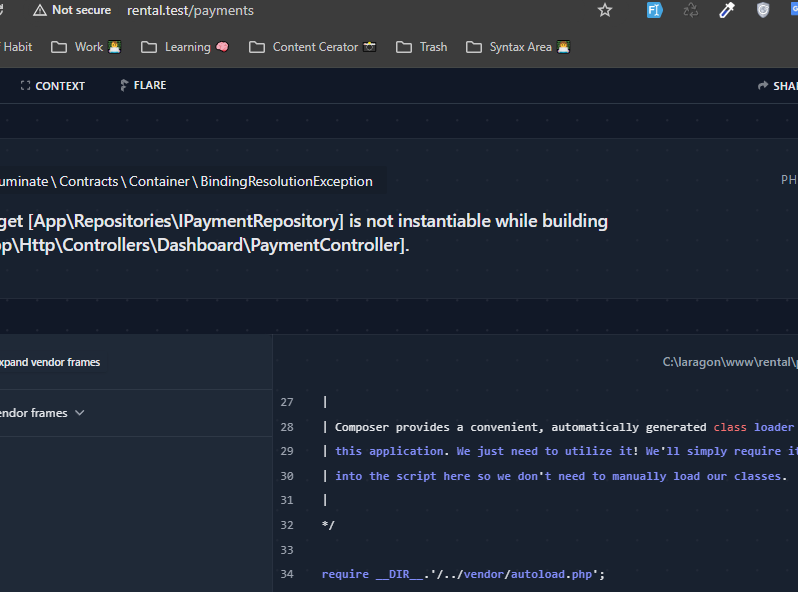 Not secure rental.test/payments
Habit Work Learning Content Cerator Trash Syntax Area
CONTEXT FLARE SHA
uminate\Contracts\Container\BindingResolutionException PH
get [App\Repositories\IPaymentRepository] is not instantiable while building
p\Http\Controllers\Dashboard\PaymentController].
xpand vendor frames C:\laragon\www\rental\p
endor frames
27 |
28 | Composer provides a convenient, automatically generated class loader
29 | this application. We just need to utilize it! We'll simply require it
30 | into the script here so we don't need to manually load our classes.
31 |
32 */
33
34 require __DIR__.'/../vendor/autoload.php';